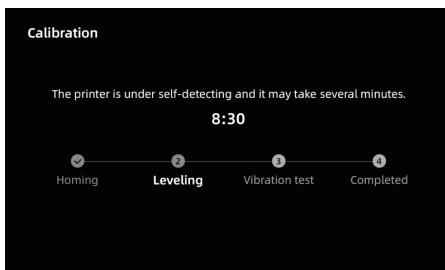 Calibration
The printer is under self-detecting and it may take several minutes.
8:30
2 3 4
Homing Leveling Vibration test Completed